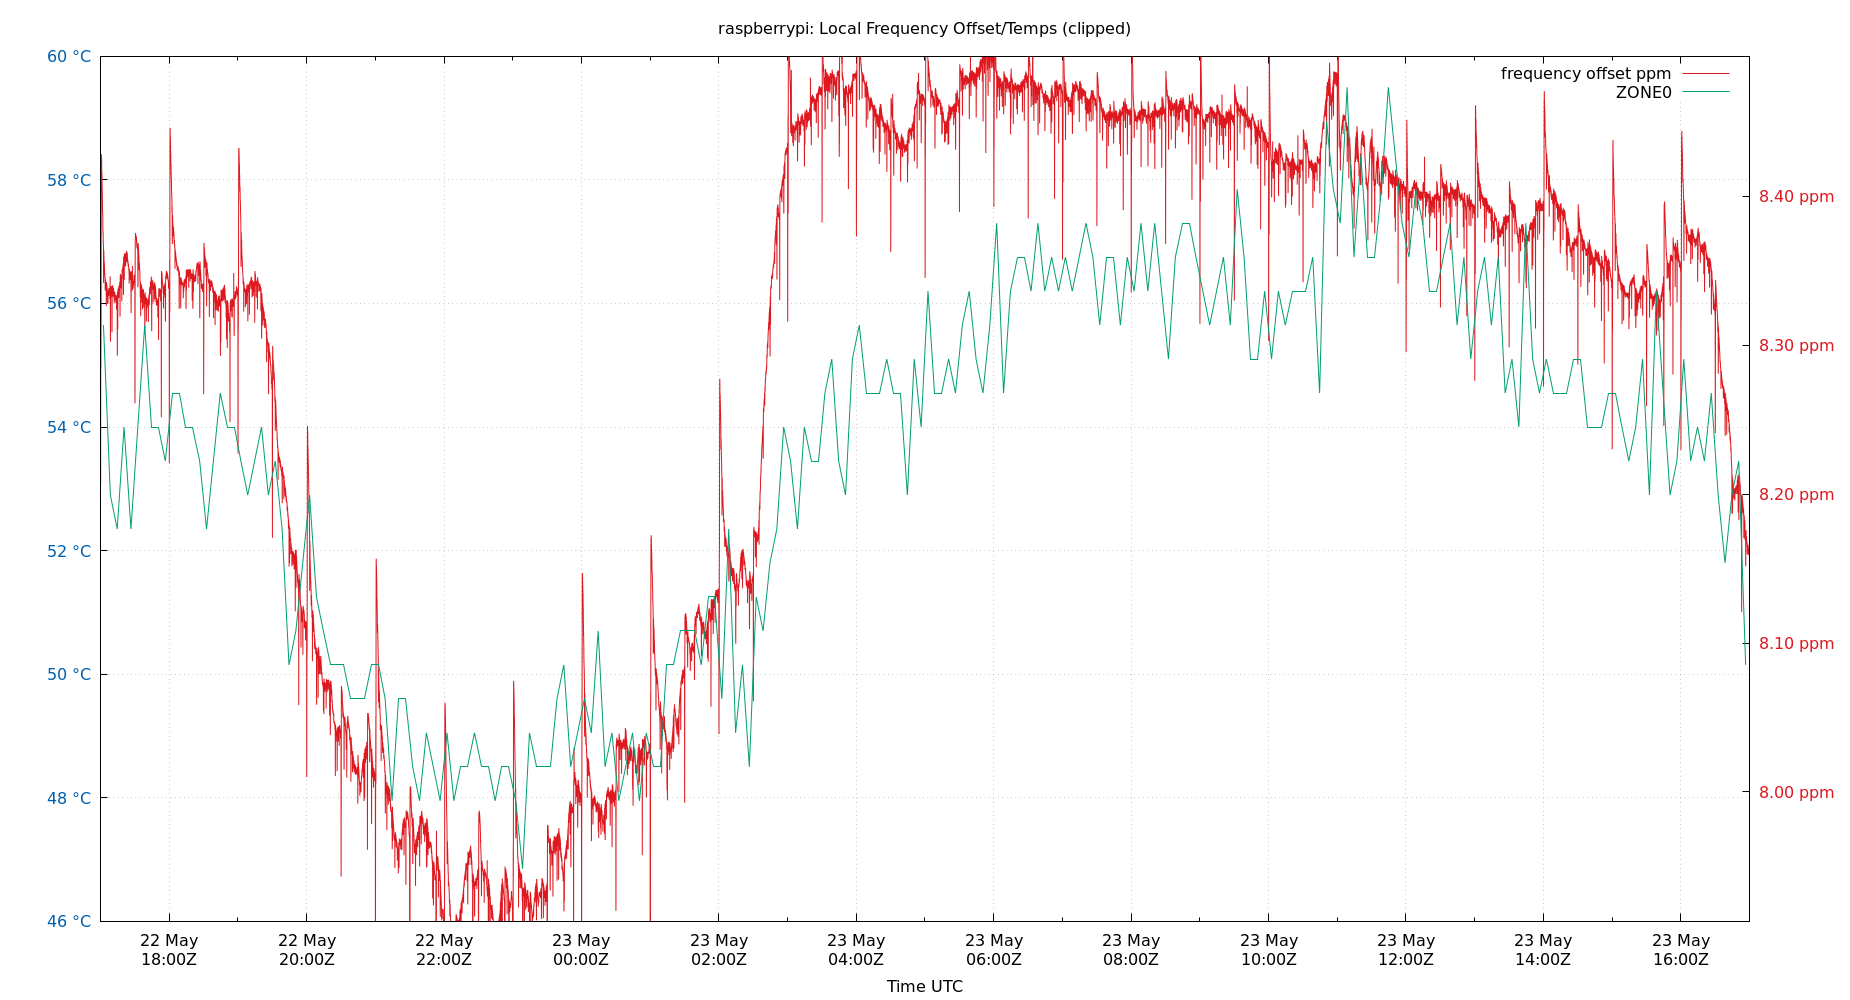 raspberrypi: Local Frequency Offset/Temps (clipped)
frequency offset ppm
ZONE0
60 °C
58 °C
56 °C
54 °C
52 °C
50 °C
48 °C
46 °C
8.40 ppm
8.30 ppm
8.20 ppm
8.10 ppm
8.00 ppm
22 May
18:00Z
22 May
20:00Z
22 May
22:00Z
23 May
00:00Z
23 May
02:00Z
23 May
04:00Z
23 May
06:00Z
23 May
08:00Z
23 May
10:00Z
23 May
12:00Z
23 May
14:00Z
23 May
16:00Z
Time UTC